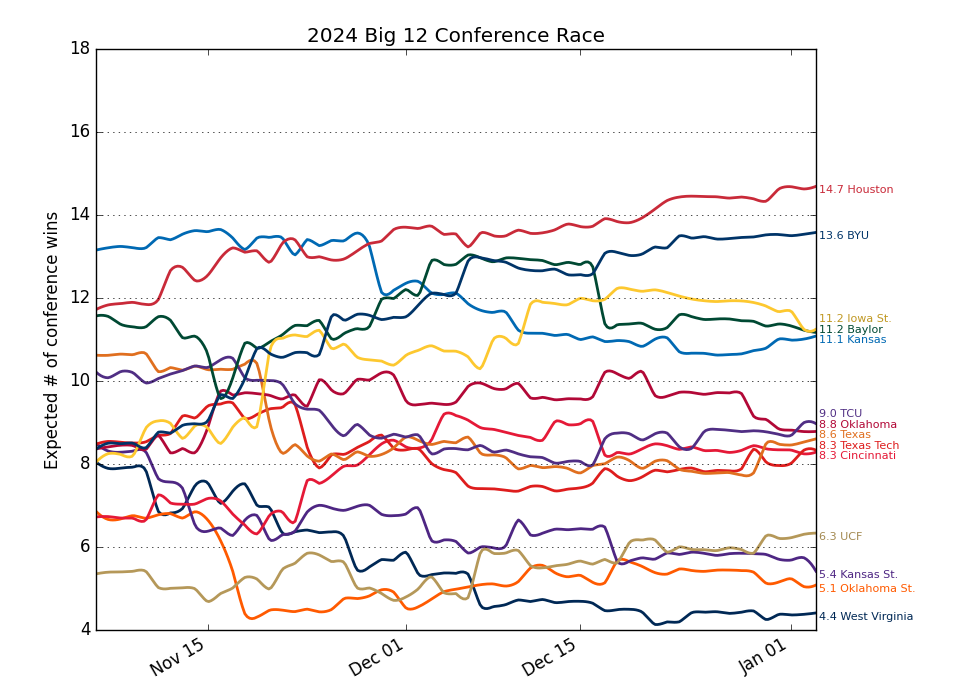 2024 Big 12 Conference Race
Expected # of conference wins
18
16
14
12
10
8
6
4
Nov 15
Dec 01
Dec 15
Jan 01
14.7 Houston
13.6 BYU
11.2 Iowa St.
11.2 Baylor
11.1 Kansas
9.0 TCU
8.8 Oklahoma
8.6 Texas
8.3 Texas Tech
8.3 Cincinnati
6.3 UCF
5.4 Kansas St.
5.1 Oklahoma St.
4.4 West Virginia